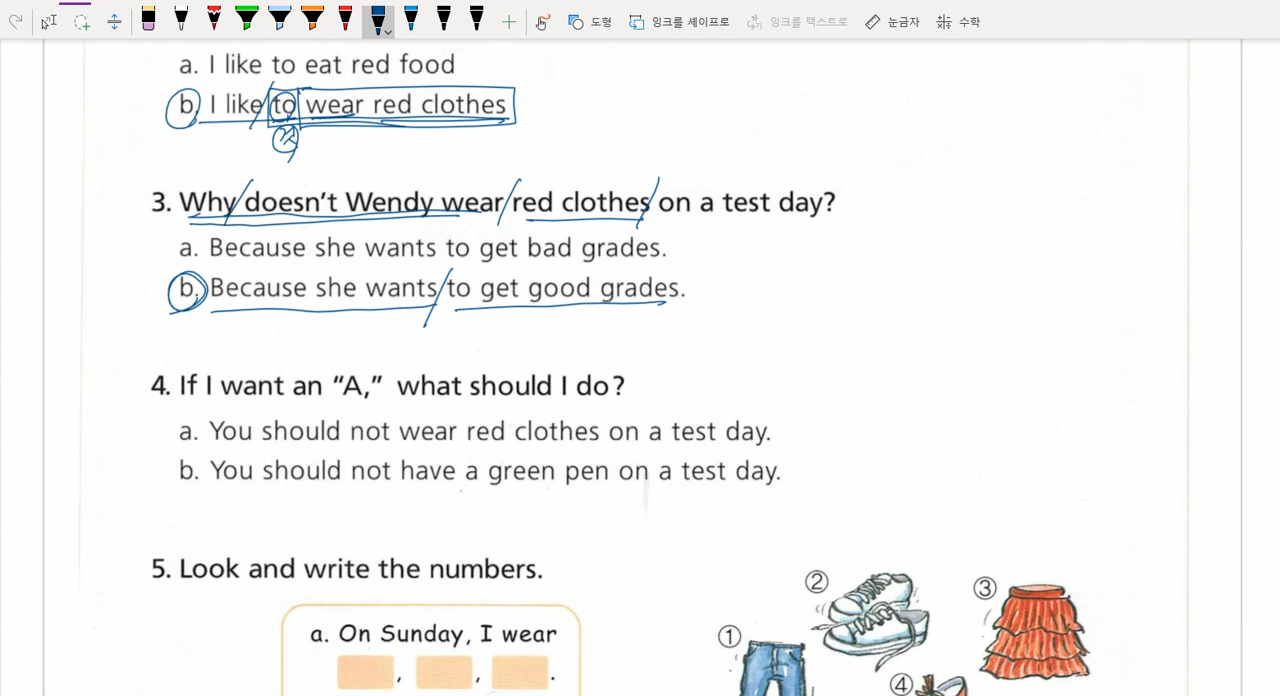 도형 잉크를 셰이프로 잉크를 텍스트로 눈금자 수학
a. I like to eat red food
b. I like to wear red clothes
것
3. Why doesn't Wendy wear red clothes on a test day?
a. Because she wants to get bad grades.
b. Because she wants to get good grades.
4. If I want an “A,” what should I do?
a. You should not wear red clothes on a test day.
b. You should not have a green pen on a test day.
5. Look and write the numbers.
② ③
a. On Sunday, I wear
①
, , .
④